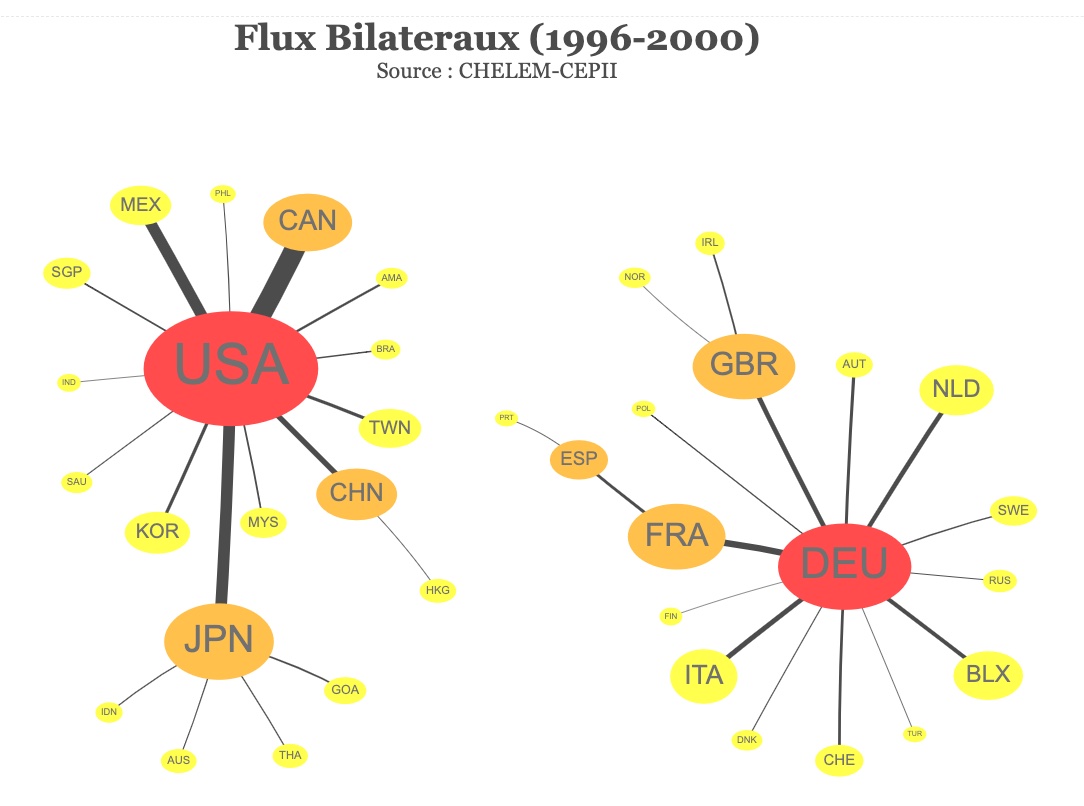 Flux Bilateraux (1996-2000)
Source : CHELEM-CEPII
MEX
PHL
CAN
SGP
AMA
USA
BRA
IND
TWN
SAU
CHN
KOR
MYS
HKG
JPN
GOA
IDN
AUS
THA
IRL
NOR
GBR
AUT
NLD
POL
PRT
ESP
FRA
SWE
DEU
RUS
FIN
ITA
BLX
DNK
TUR
CHE